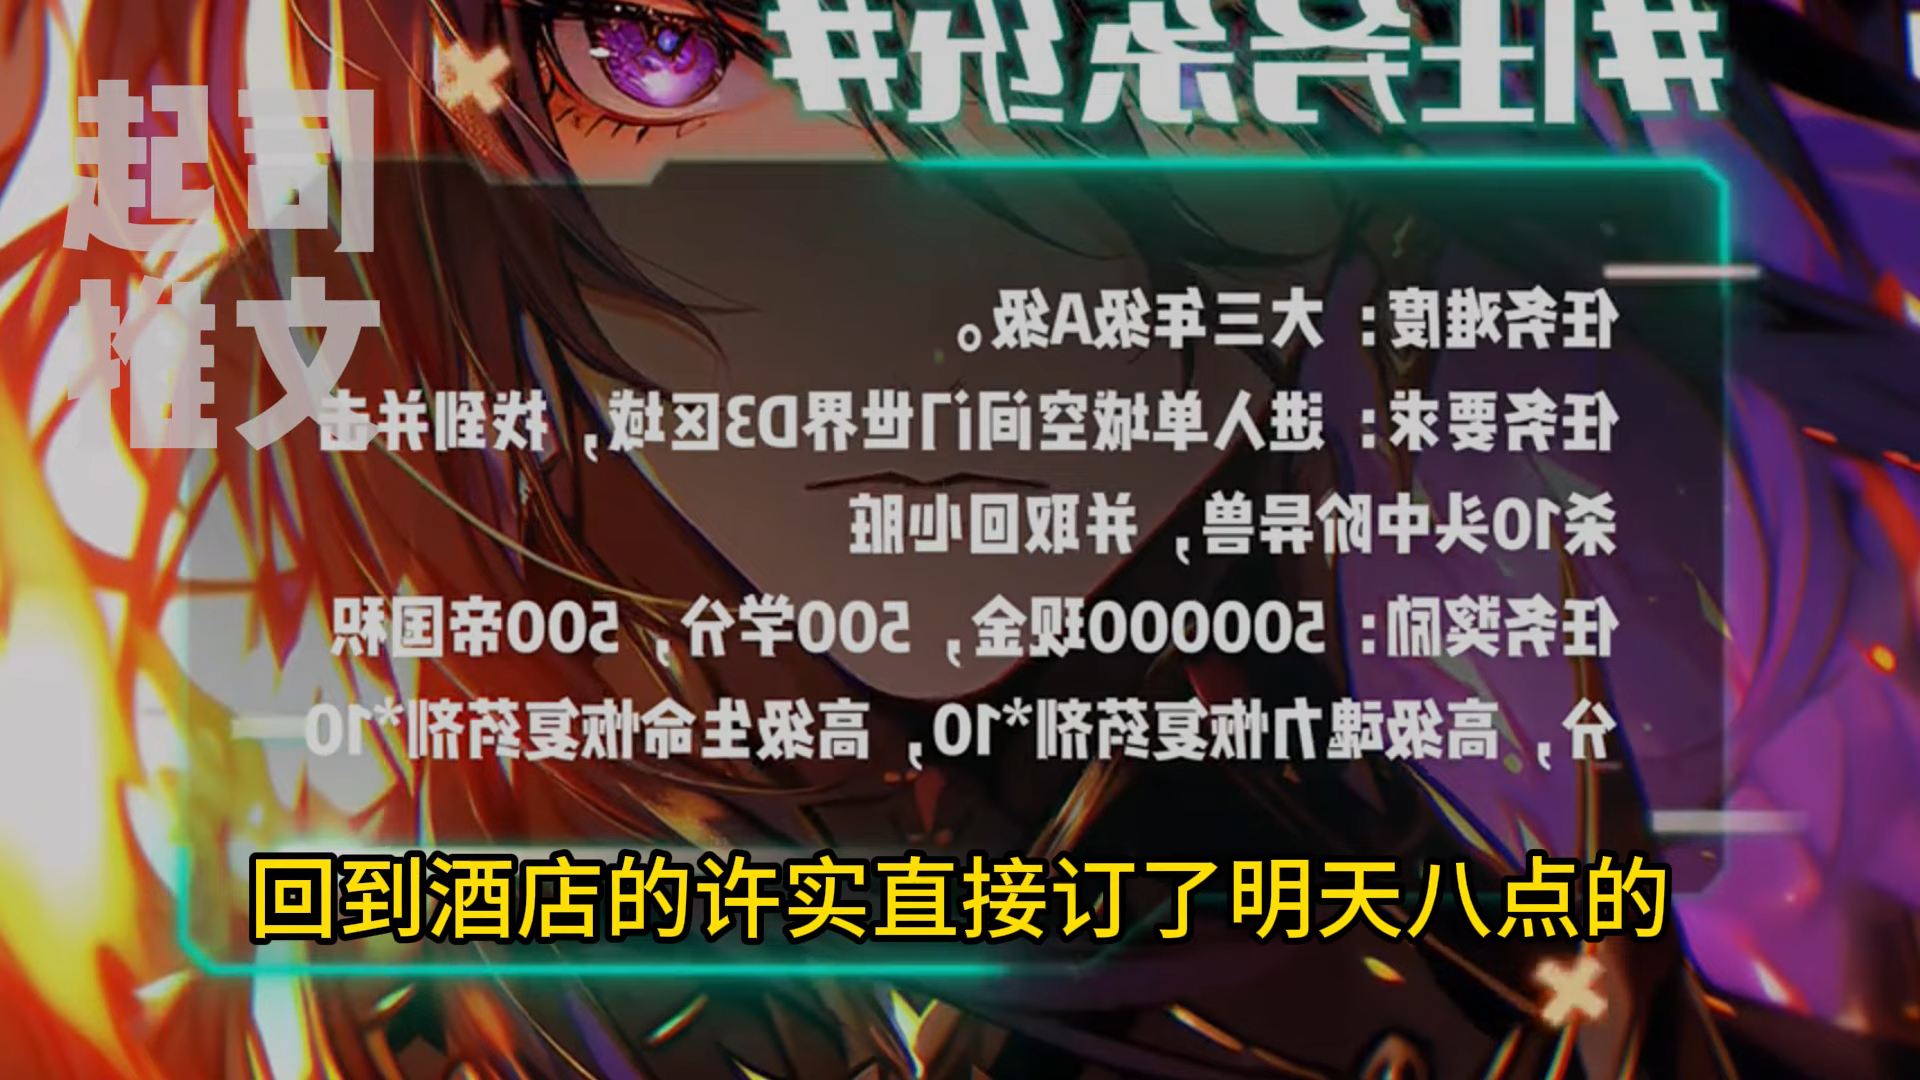 #任务条纷#
起司
推文
任务难度：大三年级A级。
任务要求：进入单城空间门世界D3区域，找到并击
杀10头中阶异兽，并取回心脏
任务奖励：5000000现金，500学分，500帝国积
分，高级魂力恢复药剂*10，高级生命恢复药剂*10
回到酒店的许实直接订了明天八点的